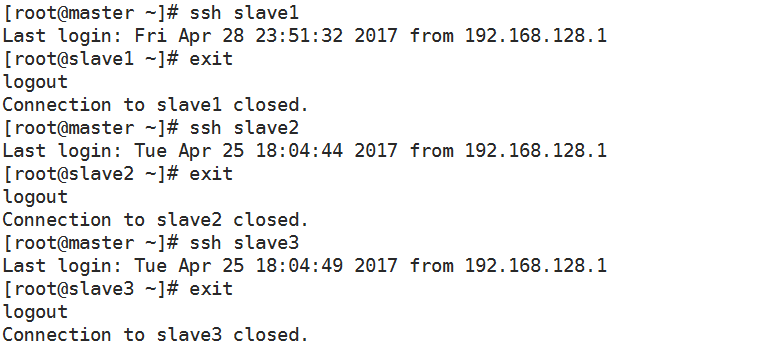 [root@master ~]# ssh slave1
Last login: Fri Apr 28 23:51:32 2017 from 192.168.128.1
[root@slave1 ~]# exit
logout
Connection to slave1 closed.
[root@master ~]# ssh slave2
Last login: Tue Apr 25 18:04:44 2017 from 192.168.128.1
[root@slave2 ~]# exit
logout
Connection to slave2 closed.
[root@master ~]# ssh slave3
Last login: Tue Apr 25 18:04:49 2017 from 192.168.128.1
[root@slave3 ~]# exit
logout
Connection to slave3 closed.